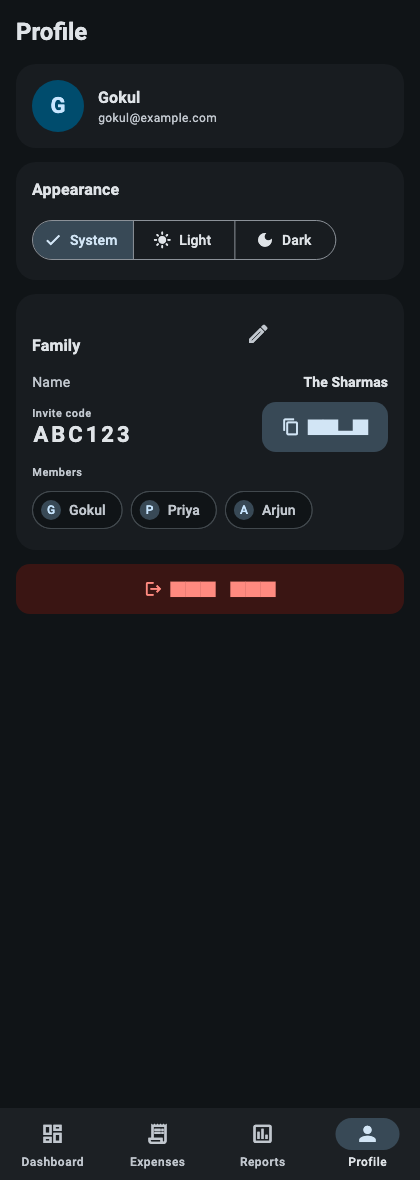 Profile
G
Gokul
gokul@example.com
Appearance
System Light Dark
Family
Name The Sharmas
Invite code
ABC123
Members
G Gokul P Priya A Arjun
Dashboard Expenses Reports Profile